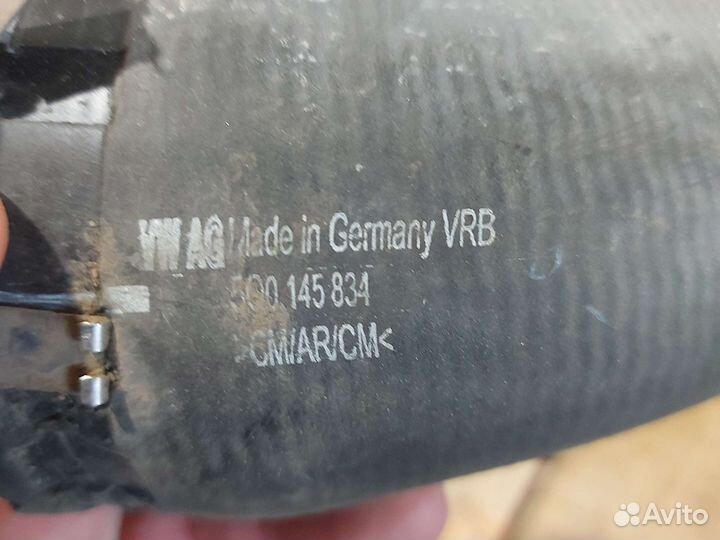 VW AG Made in Germany VRB
5Q0 145 834
>CM/AR/CM<
Avito